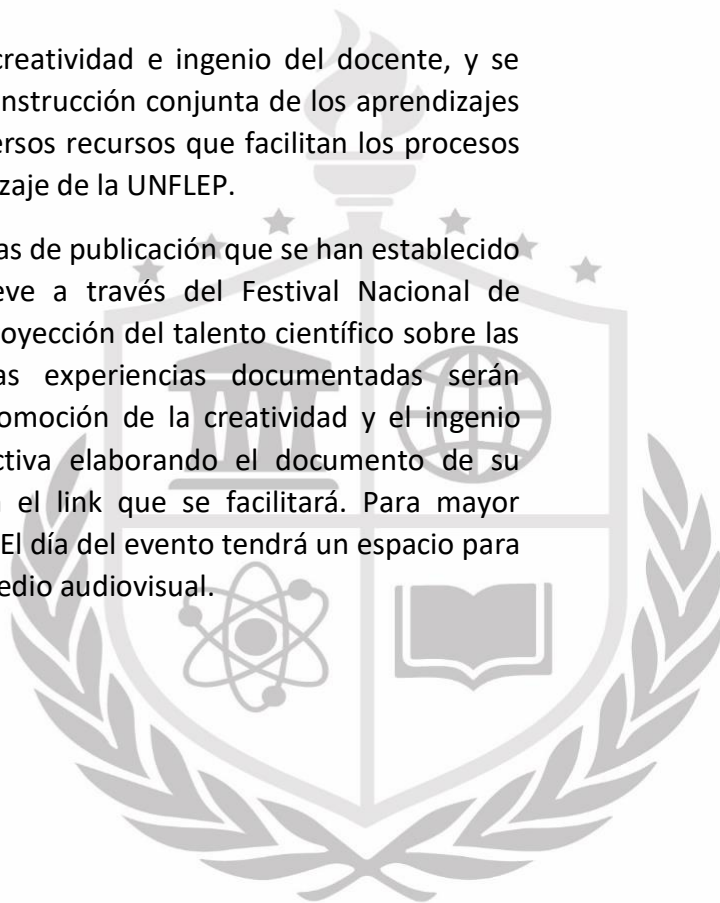 creatividad e ingenio del docente, y se
nstrucción conjunta de los aprendizajes
ersos recursos que facilitan los procesos
zaje de la UNFLEP.
as de publicación que se han establecido
eve a través del Festival Nacional de
oyección del talento científico sobre las
as experiencias documentadas serán
omoción de la creatividad y el ingenio
ctiva elaborando el documento de su
el link que se facilitará. Para mayor
El día del evento tendrá un espacio para
edio audiovisual.